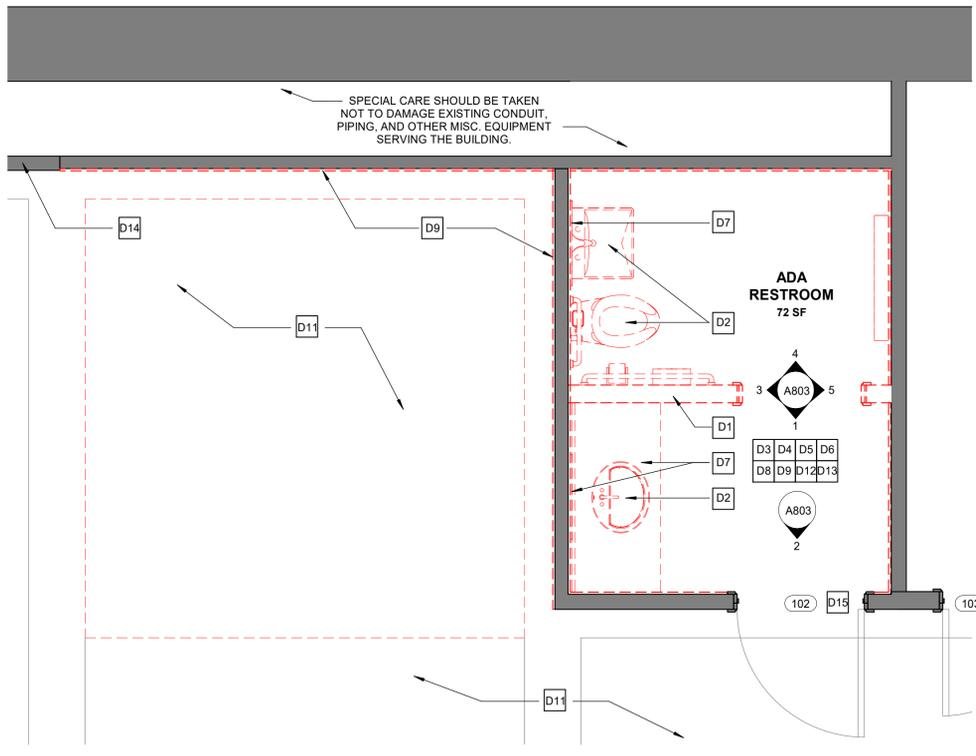 SPECIAL CARE SHOULD BE TAKEN
NOT TO DAMAGE EXISTING CONDUIT,
PIPING, AND OTHER MISC. EQUIPMENT
SERVING THE BUILDING.
D14
D9
D7
ADA
RESTROOM
72 SF
D11
D2
4
3 A803 5
1
D1
D3 D4 D5 D6
D8 D9 D12 D13
D7
D2
A803
2
102 D15 103
D11